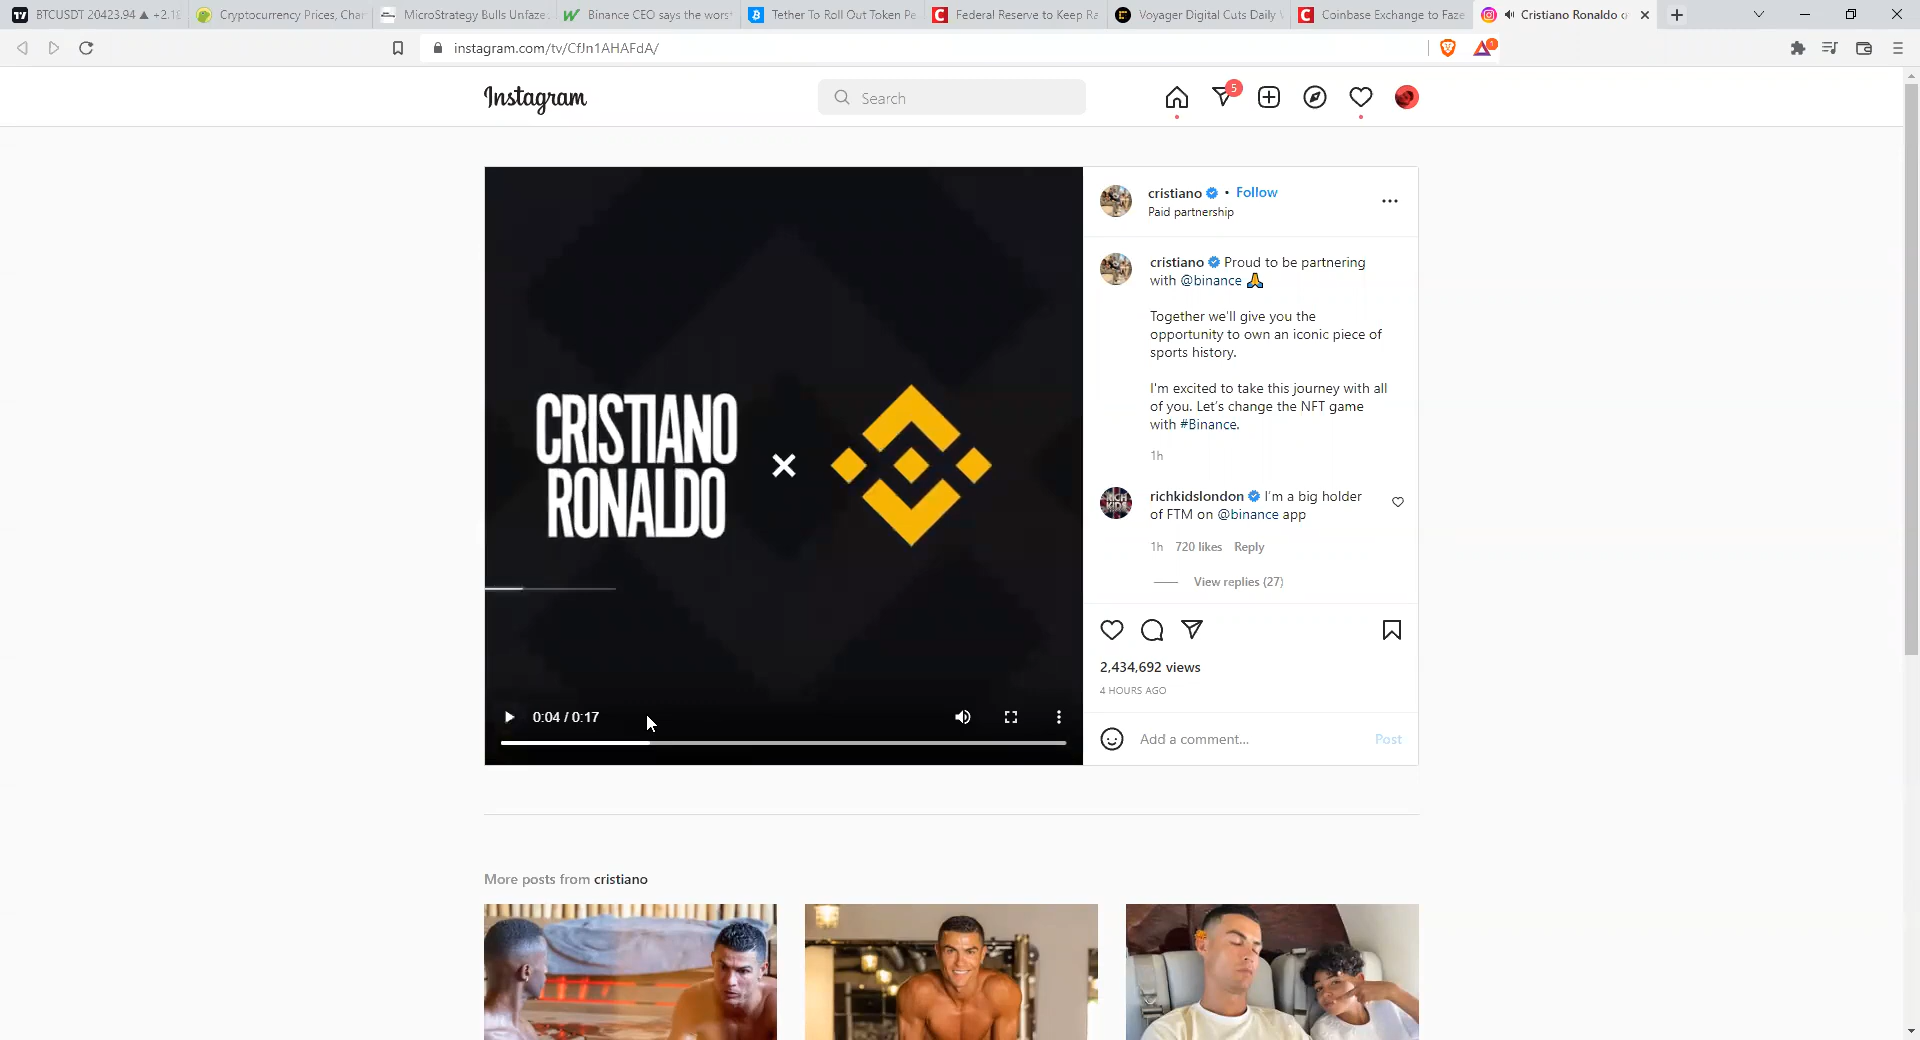 BTCUSDT 20423.94 ▲ +2.18
Cryptocurrency Prices, Char
MicroStrategy Bulls Unfaze
Binance CEO says the worst
Tether To Roll Out Token Pe
Federal Reserve to Keep Ra
Voyager Digital Cuts Daily
Coinbase Exchange to Faze
Cristiano Ronaldo
instagram.com/tv/CfJn1AHAFdA/
1
Instagram
Search
5
CRISTIANO
RONALDO
×
0:04 / 0:17
cristiano • Follow
Paid partnership
cristiano Proud to be partnering
with @binance 🙏
Together we'll give you the
opportunity to own an iconic piece of
sports history.
I'm excited to take this journey with all
of you. Let's change the NFT game
with #Binance.
1h
richkidslondon I'm a big holder
of FTM on @binance app
1h 720 likes Reply
View replies (27)
2,434,692 views
4 HOURS AGO
Add a comment...
Post
More posts from cristiano